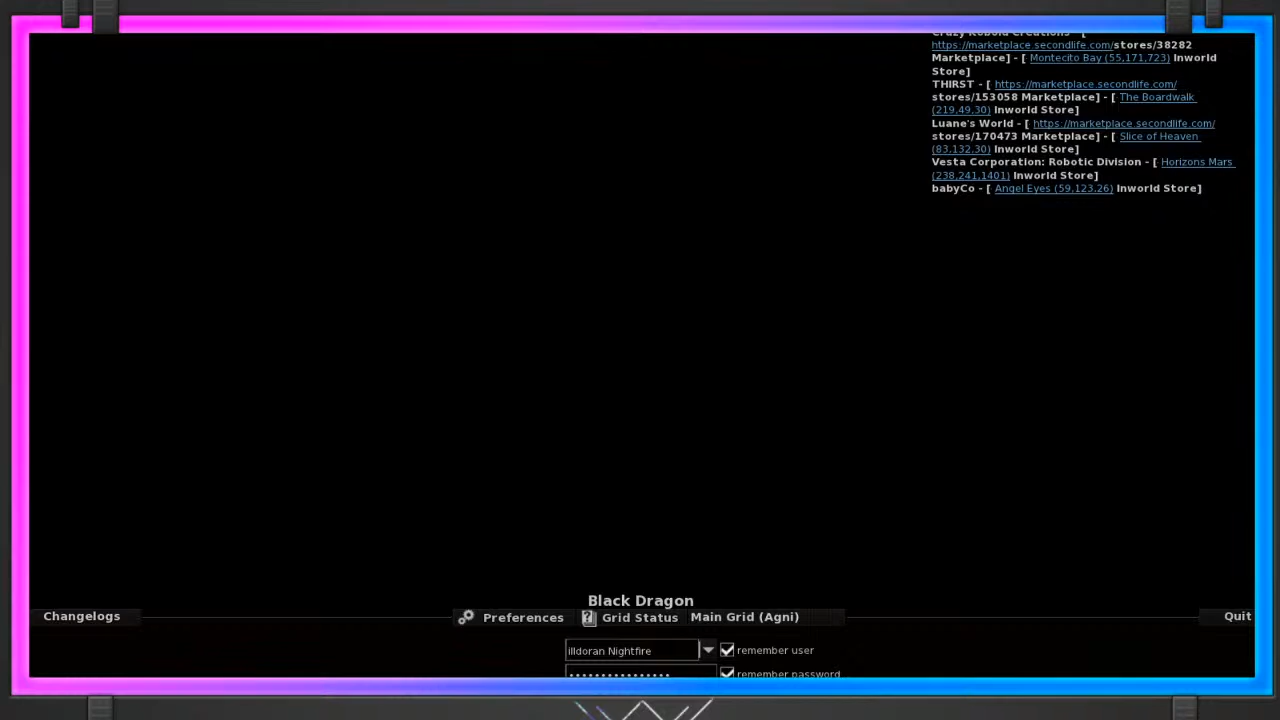 Crazy Kobold Creations - [
https://marketplace.secondlife.com/stores/38282
Marketplace] - [ Montecito Bay (55,171,723) Inworld
Store]
THIRST - [ https://marketplace.secondlife.com/
stores/153058 Marketplace] - [ The Boardwalk
(219,49,30) Inworld Store]
Luane's World - [ https://marketplace.secondlife.com/
stores/170473 Marketplace] - [ Slice of Heaven
(83,132,30) Inworld Store]
Vesta Corporation: Robotic Division - [ Horizons Mars
(238,241,1401) Inworld Store]
babyCo - [ Angel Eyes (59,123,26) Inworld Store]
Black Dragon
Changelogs
Preferences
Grid Status
Main Grid (Agni)
Quit
illdoran Nightfire
remember user
remember password